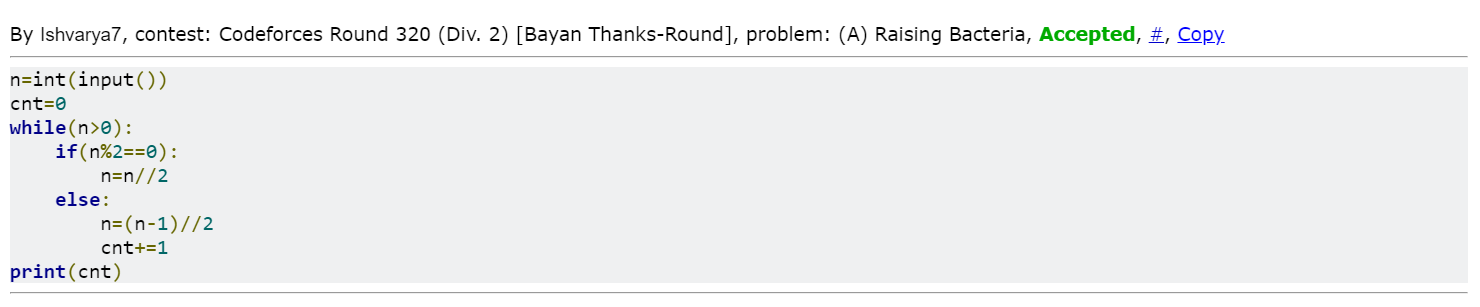 By Ishvarya7, contest: Codeforces Round 320 (Div. 2) [Bayan Thanks-Round], problem: (A) Raising Bacteria, Accepted, #, Copy
n=int(input())
cnt=0
while(n>0):
    if(n%2==0):
        n=n//2
    else:
        n=(n-1)//2
        cnt+=1
print(cnt)